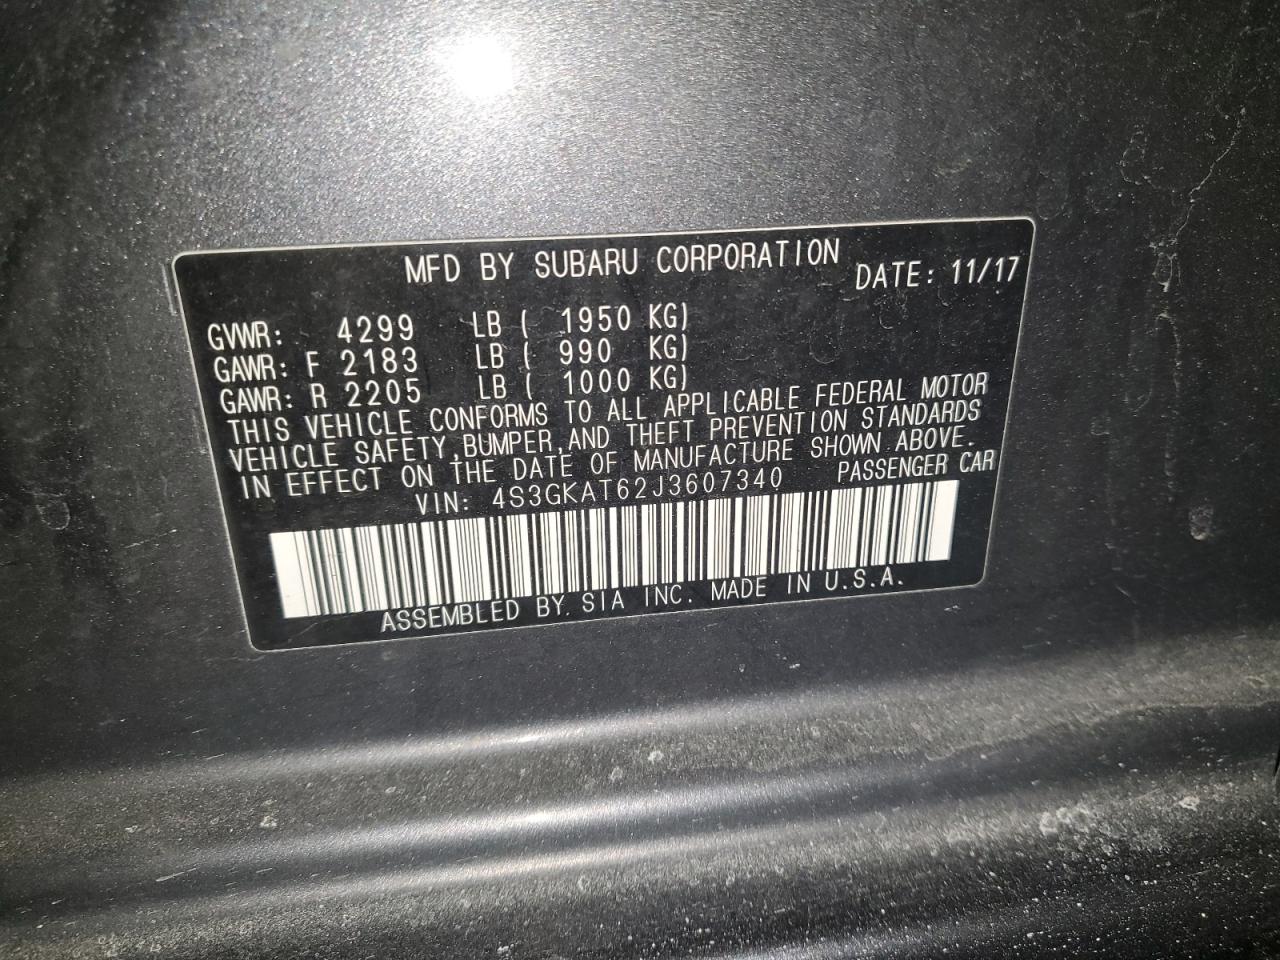 MFD BY SUBARU CORPORATION DATE: 11/17
GVWR: 4299 LB ( 1950 KG)
GAWR: F 2183 LB ( 990 KG)
GAWR: R 2205 LB ( 1000 KG)
THIS VEHICLE CONFORMS TO ALL APPLICABLE FEDERAL MOTOR
VEHICLE SAFETY, BUMPER, AND THEFT PREVENTION STANDARDS
IN EFFECT ON THE DATE OF MANUFACTURE SHOWN ABOVE.
VIN: 4S3GKAT62J3607340 PASSENGER CAR
ASSEMBLED BY. SIA INC. MADE IN U.S.A.